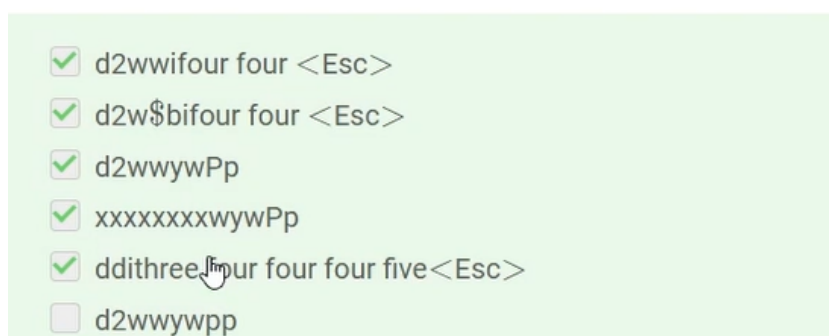 d2wwifour four <Esc>
d2w$bifour four <Esc>
d2wwywPp
xxxxxxxxwywPp
ddithree four four four five<Esc>
d2wwywpp